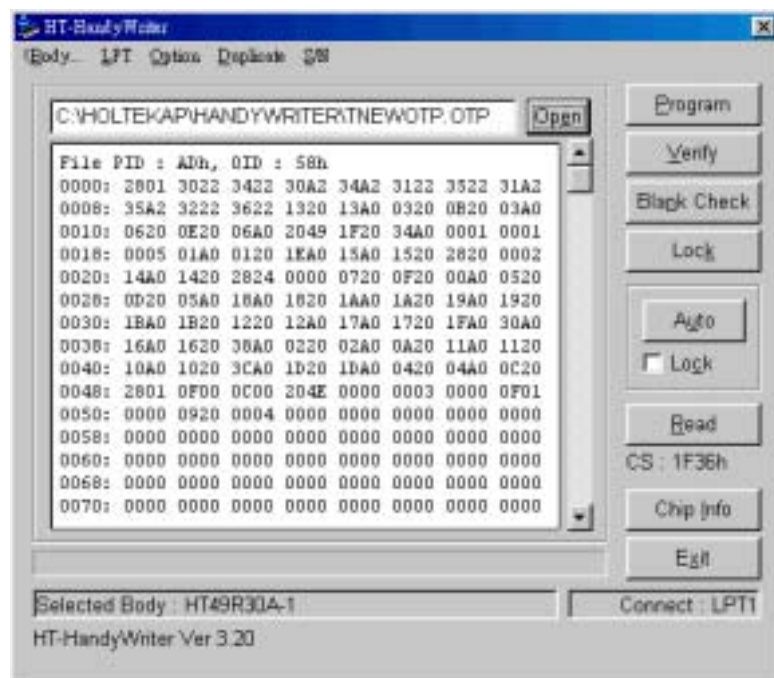 HT-HandyWriter
(Body... LPT Option Duplicate S/N
C:\HOLTEKAP\HANDYWRITER\TNEWOTP.OTP Open
File PID : ADh, OID : 58h
0000: 2801 3022 3422 30A2 34A2 3122 3522 31A2
0008: 35A2 3222 3622 1320 13A0 0320 0B20 03A0
0010: 0620 0E20 06A0 2049 1F20 34A0 0001 0001
0018: 0005 01A0 0120 1EA0 15A0 1520 2820 0002
0020: 14A0 1420 2824 0000 0720 0F20 00A0 0520
0028: 0D20 05A0 18A0 1820 1AA0 1A20 19A0 1920
0030: 1BA0 1B20 1220 12A0 17A0 1720 1FA0 30A0
0038: 16A0 1620 38A0 0220 02A0 0A20 11A0 1120
0040: 10A0 1020 3CA0 1D20 1DA0 0420 04A0 0C20
0048: 2801 0F00 0C00 204E 0000 0003 0000 0F01
0050: 0000 0920 0004 0000 0000 0000 0000 0000
0058: 0000 0000 0000 0000 0000 0000 0000 0000
0060: 0000 0000 0000 0000 0000 0000 0000 0000
0068: 0000 0000 0000 0000 0000 0000 0000 0000
0070: 0000 0000 0000 0000 0000 0000 0000 0000
Program
Verify
Blank Check
Lock
Auto
Lock
Read
CS : 1F36h
Chip Info
Exit
Selected Body : HT49R30A-1
Connect : LPT1
HT-HandyWriter Ver 3.20